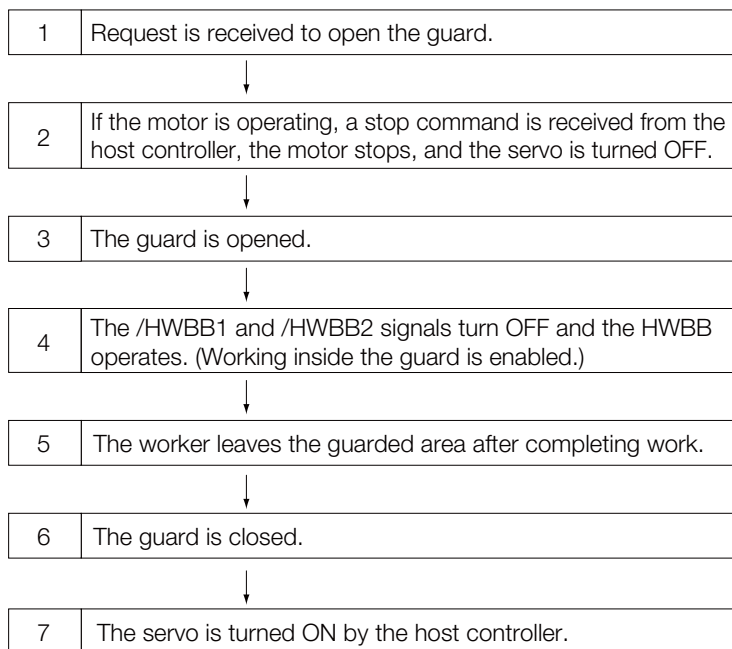 1 Request is received to open the guard.
2 If the motor is operating, a stop command is received from the
host controller, the motor stops, and the servo is turned OFF.
3 The guard is opened.
4 The /HWBB1 and /HWBB2 signals turn OFF and the HWBB
operates. (Working inside the guard is enabled.)
5 The worker leaves the guarded area after completing work.
6 The guard is closed.
7 The servo is turned ON by the host controller.